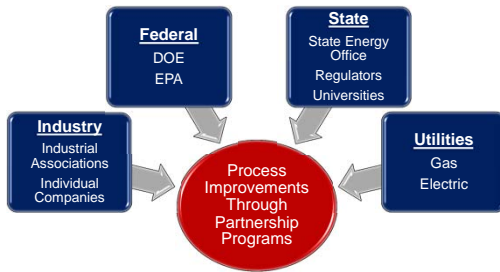 Federal
DOE
EPA
State
State Energy
Office
Regulators
Universities
Industry
Industrial
Associations
Individual
Companies
Utilities
Gas
Electric
Process
Improvements
Through
Partnership
Programs